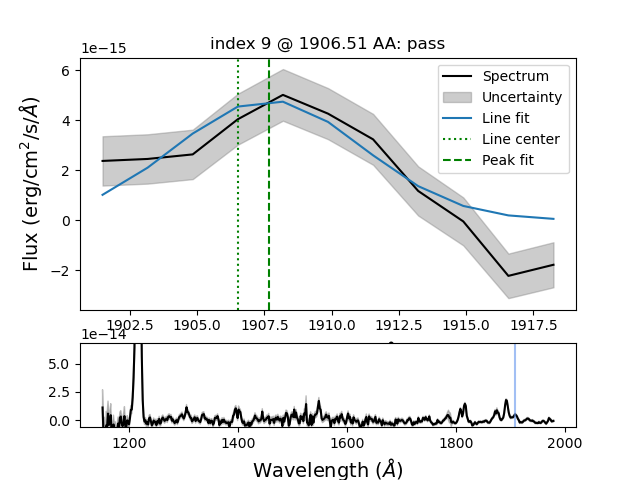 index 9 @ 1906.51 AA: pass
1e−15
Flux (erg/cm²/s/Å)
6
4
2
0
−2
Spectrum
Uncertainty
Line fit
Line center
Peak fit
1902.5 1905.0 1907.5 1910.0 1912.5 1915.0 1917.5
1e−14
5.0
2.5
0.0
1200 1400 1600 1800 2000
Wavelength (Å)